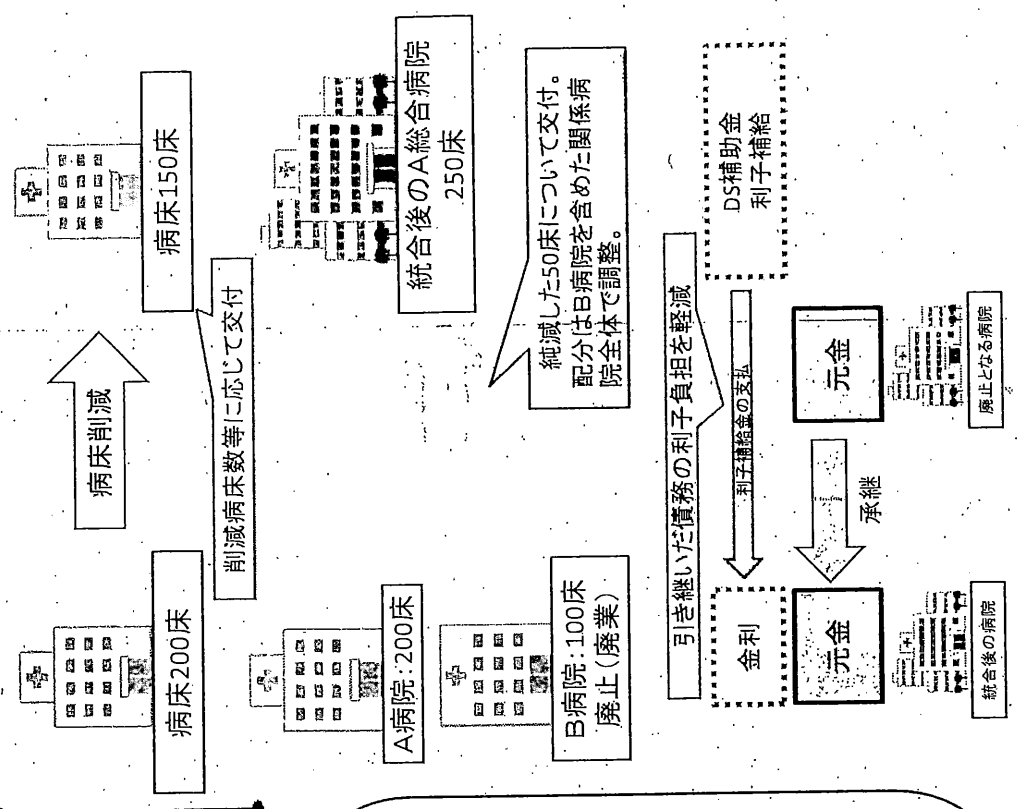 病床200床
病床削減
病床150床
削減病床数等に応じて交付
A病院:200床
B病院:100床
廃止(廃業)
統合後のA総合病院
250床
純減した50床について交付。
配分はB病院を含めた関係病
院全体で調整。
引き継いだ債務の利子負担を軽減
金利
利子補給金の支払
DS補助金
利子補給
元金
承継
元金
統合後の病院
廃止となる病院